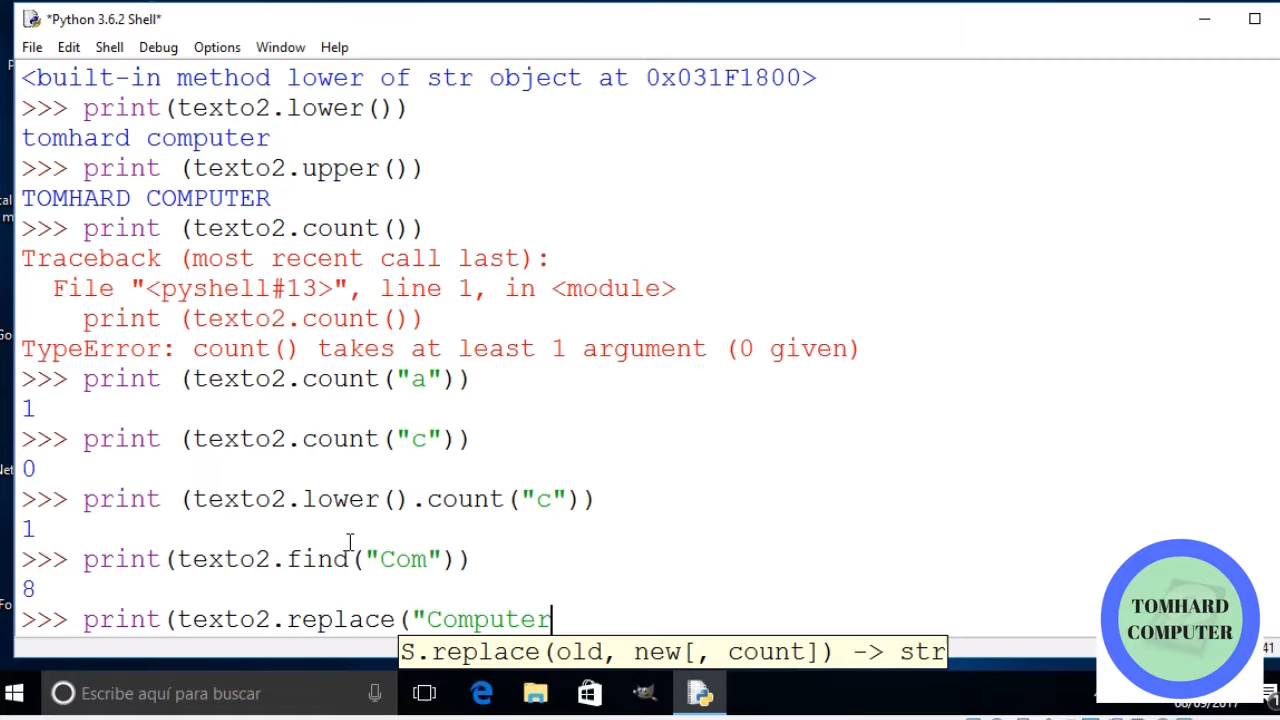 *Python 3.6.2 Shell*
File Edit Shell Debug Options Window Help
<built-in method lower of str object at 0x031F1800>
>>> print(texto2.lower())
tomhard computer
>>> print (texto2.upper())
TOMHARD COMPUTER
>>> print (texto2.count())
Traceback (most recent call last):
  File "<pyshell#13>", line 1, in <module>
    print (texto2.count())
TypeError: count() takes at least 1 argument (0 given)
>>> print (texto2.count("a"))
1
>>> print (texto2.count("c"))
0
>>> print (texto2.lower().count("c"))
1
>>> print(texto2.find("Com"))
8
>>> print(texto2.replace("Computer
S.replace(old, new[, count]) -> str
TOMHARD
COMPUTER
41
Escribe aquí para buscar
08/09/2017